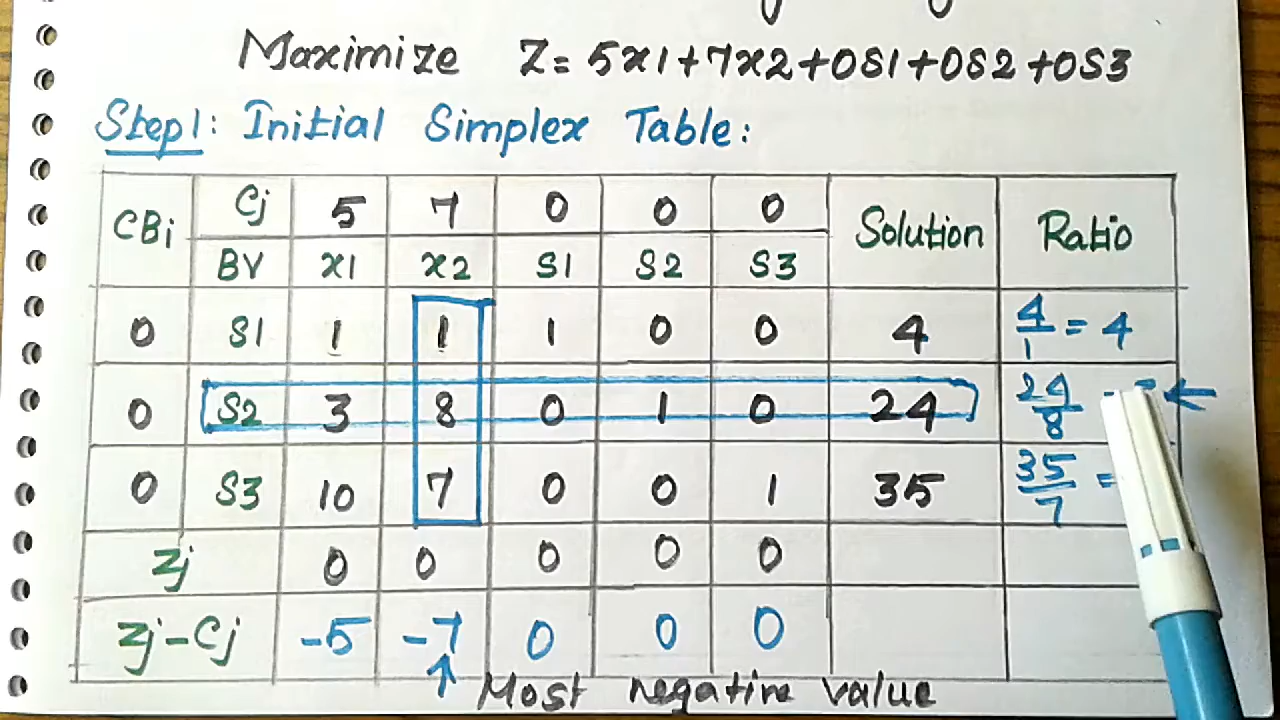 Maximize Z = 5x1+7x2+0S1+0S2+0S3
Step1: Initial Simplex Table:
CBi Cj 5 7 0 0 0 Solution Ratio
BV x1 x2 S1 S2 S3
0 S1 1 1 1 0 0 4 4/1 = 4
0 S2 3 8 0 1 0 24 24/8
0 S3 10 7 0 0 1 35 35/7 =
Zj 0 0 0 0 0
Zj-Cj -5 -7 0 0 0
Most negative value